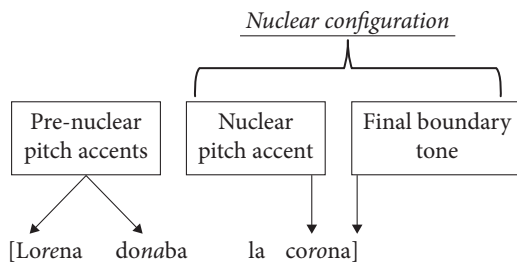 Nuclear configuration
Pre-nuclear
pitch accents
Nuclear
pitch accent
Final boundary
tone
[Lorena donaba la corona]